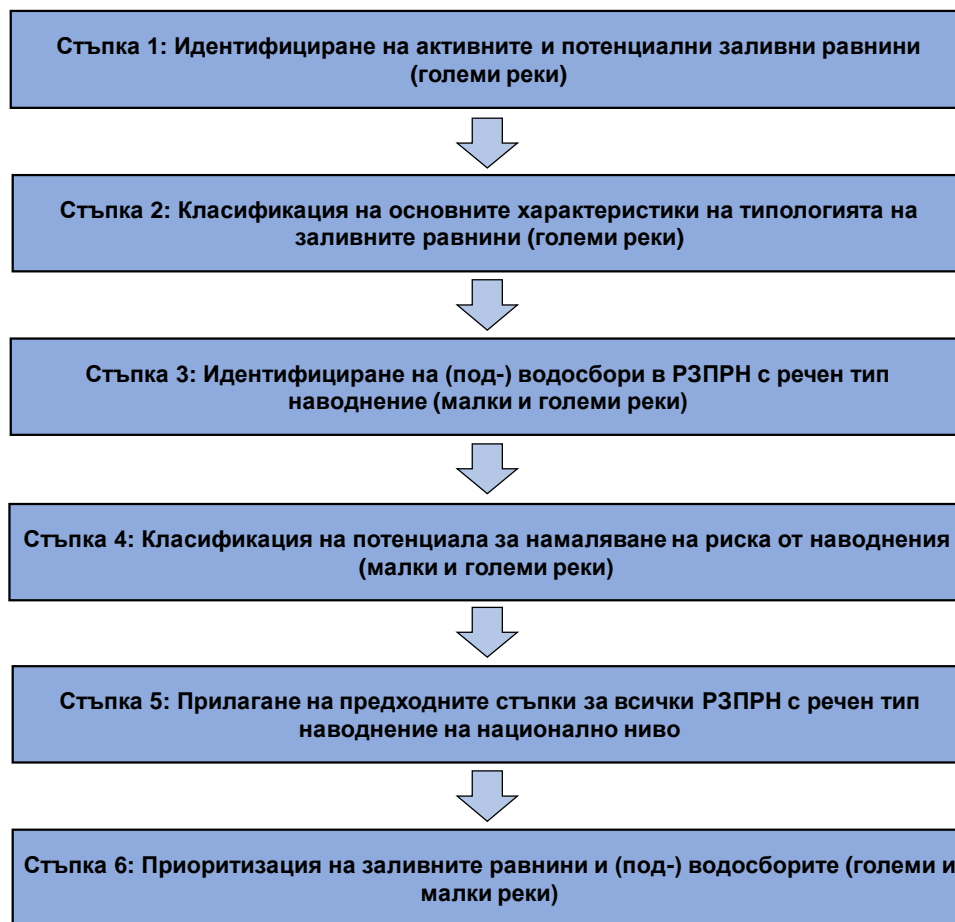 Стъпка 1: Идентифициране на активните и потенциални заливни равнини
(големи реки)
Стъпка 2: Класификация на основните характеристики на типологията на
заливните равнини (големи реки)
Стъпка 3: Идентифициране на (под-) водосбори в РЗПРН с речен тип
наводнение (малки и големи реки)
Стъпка 4: Класификация на потенциала за намаляване на риска от наводнения
(малки и големи реки)
Стъпка 5: Прилагане на предходните стъпки за всички РЗПРН с речен тип
наводнение на национално ниво
Стъпка 6: Приоритизация на заливните равнини и (под-) водосборите (големи и
малки реки)